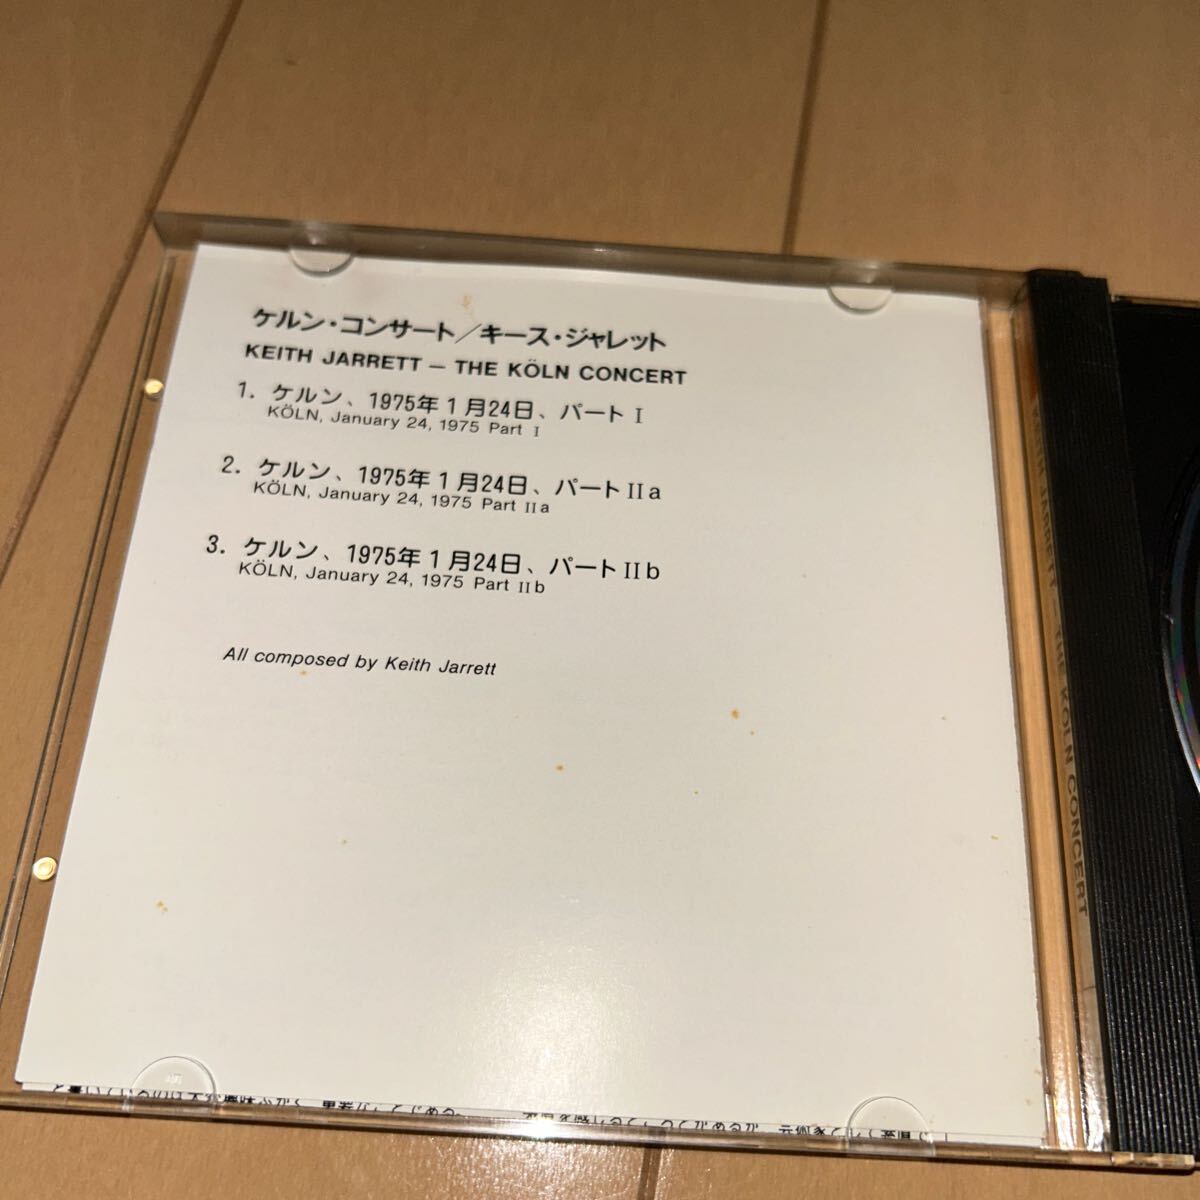 ケルン・コンサート／キース・ジャレット
KEITH JARRETT – THE KÖLN CONCERT
1. ケルン、1975年1月24日、パートⅠ
KÖLN, January 24, 1975 Part Ⅰ
2. ケルン、1975年1月24日、パートⅡa
KÖLN, January 24, 1975 Part Ⅱa
3. ケルン、1975年1月24日、パートⅡb
KÖLN, January 24, 1975 Part Ⅱb
All composed by Keith Jarrett
KEITH JARRETT – THE KÖLN CONCERT